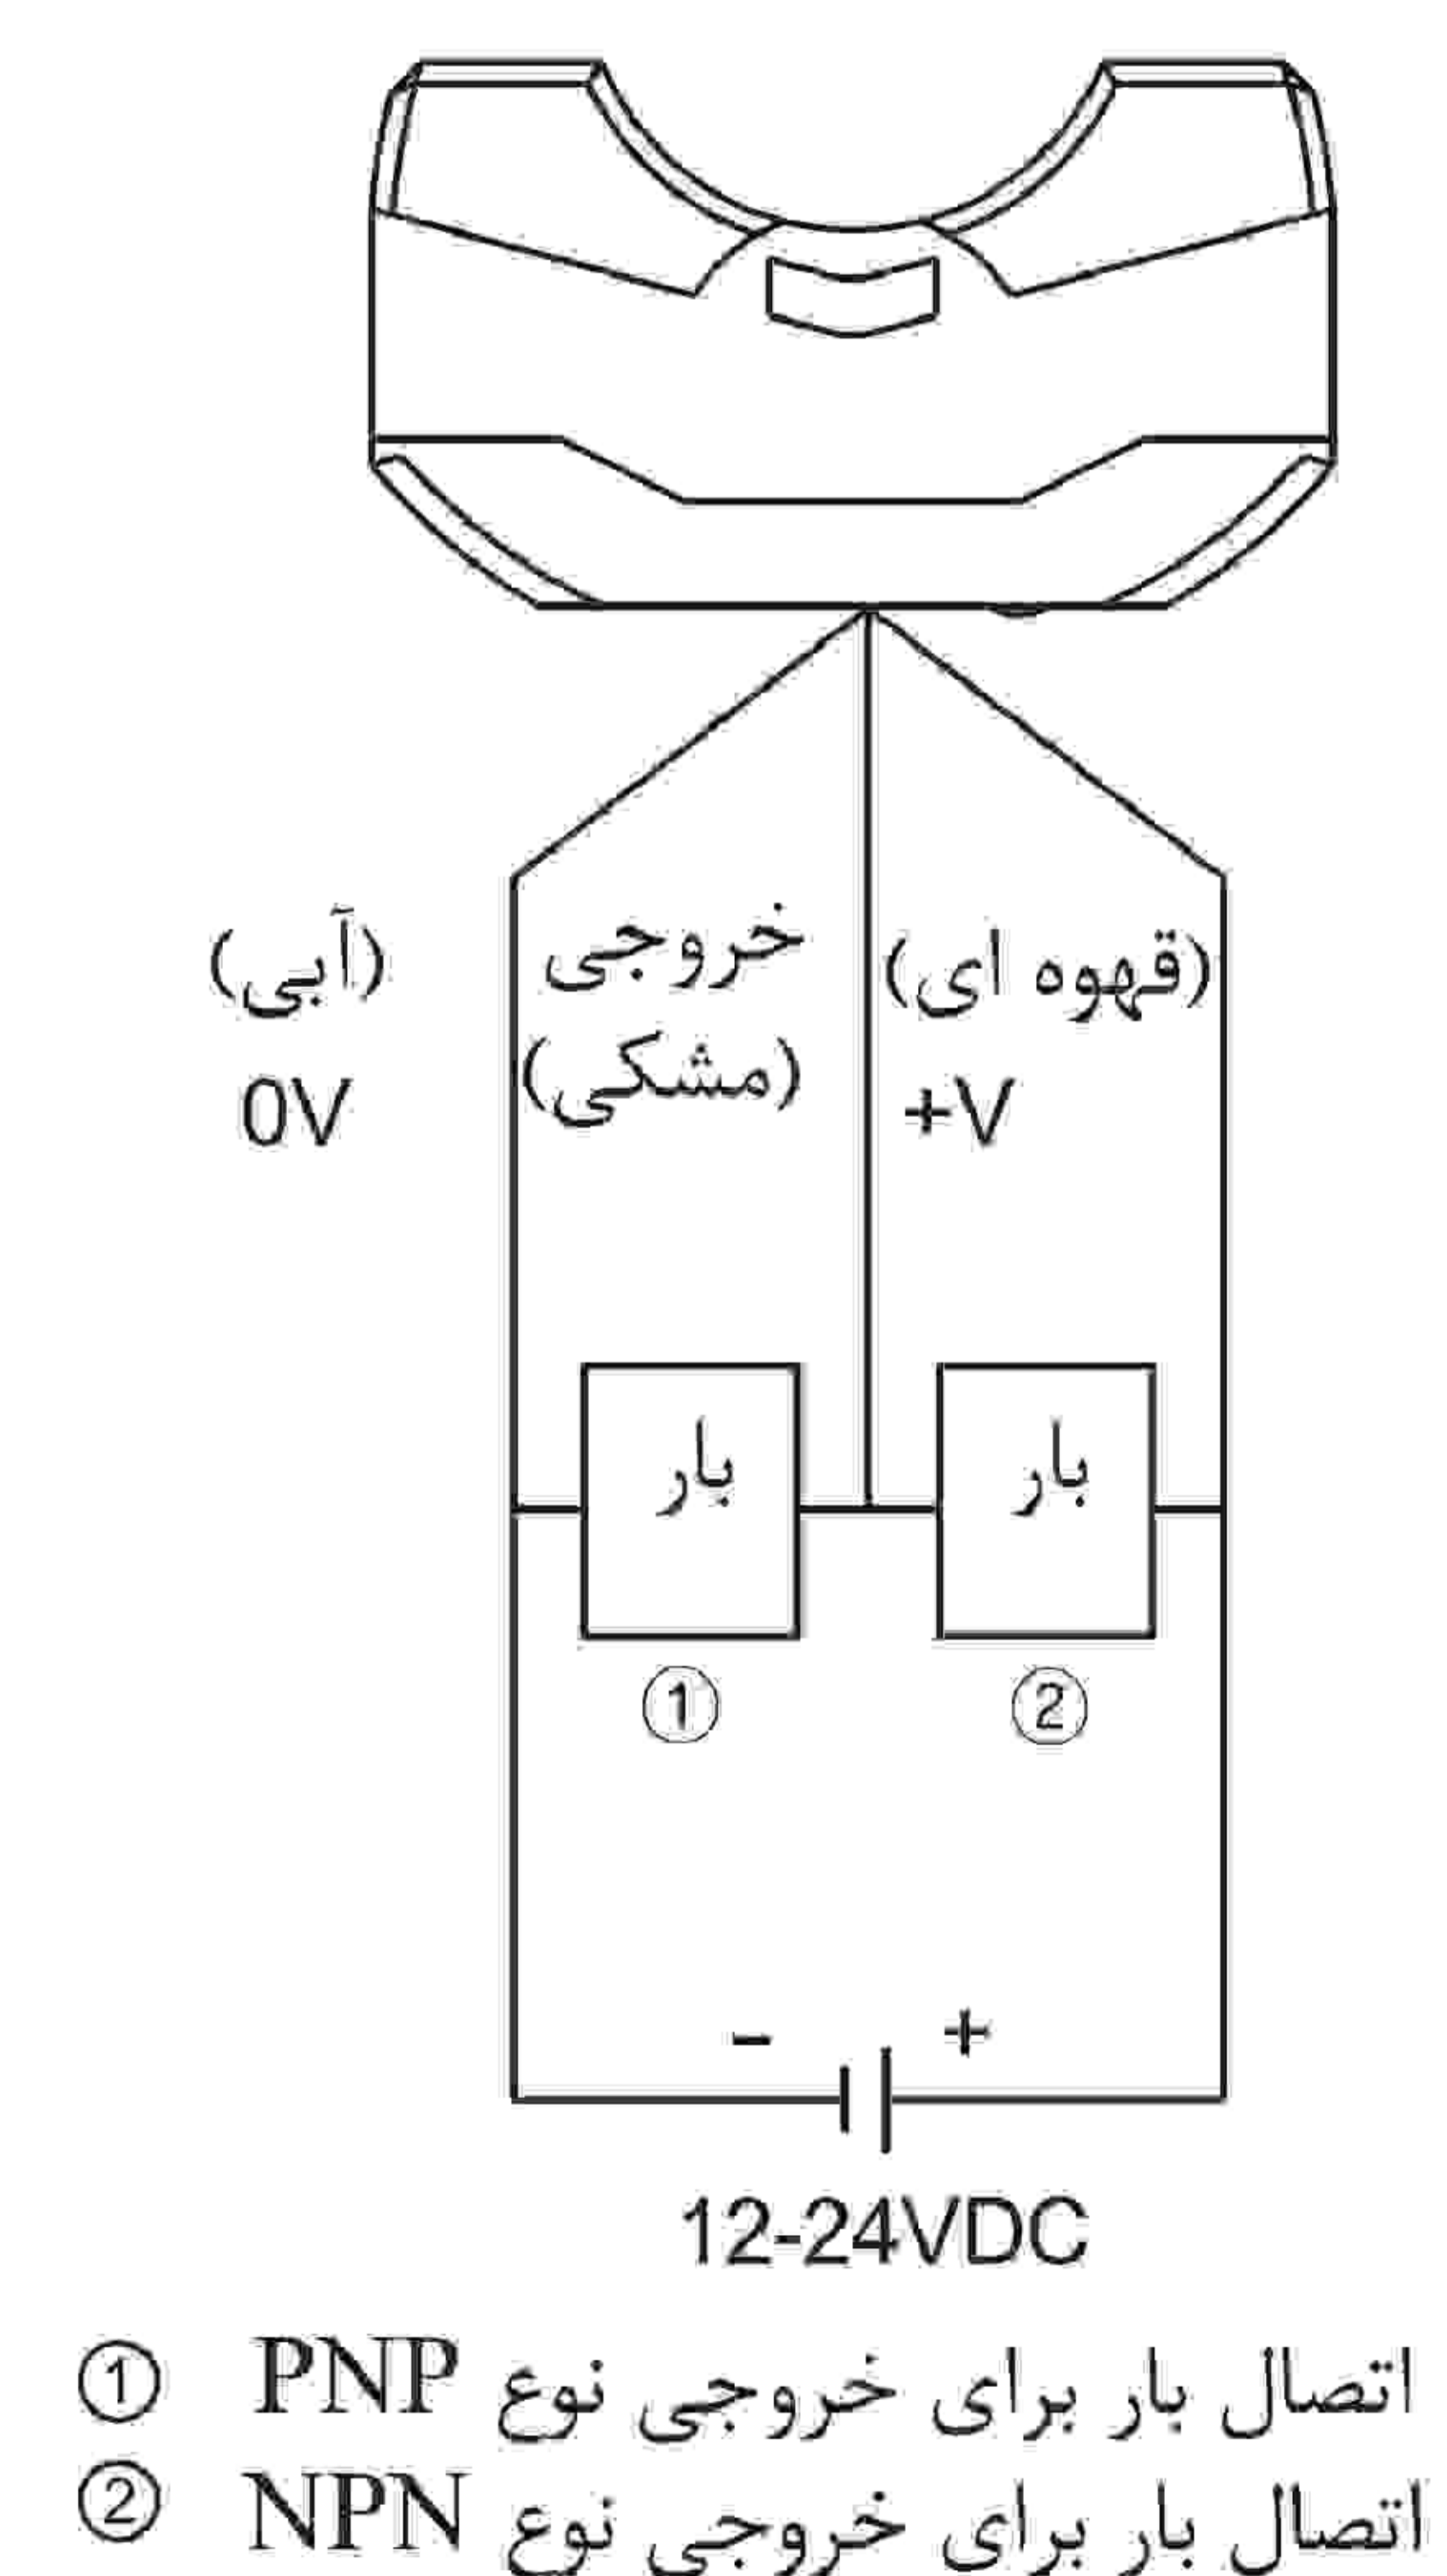 (آبی)
0V
خروجی
(مشکی)
(قهوه ای)
+V
بار
بار
①
②
- +
12-24VDC
① اتصال بار برای خروجی نوع PNP
② اتصال بار برای خروجی نوع NPN